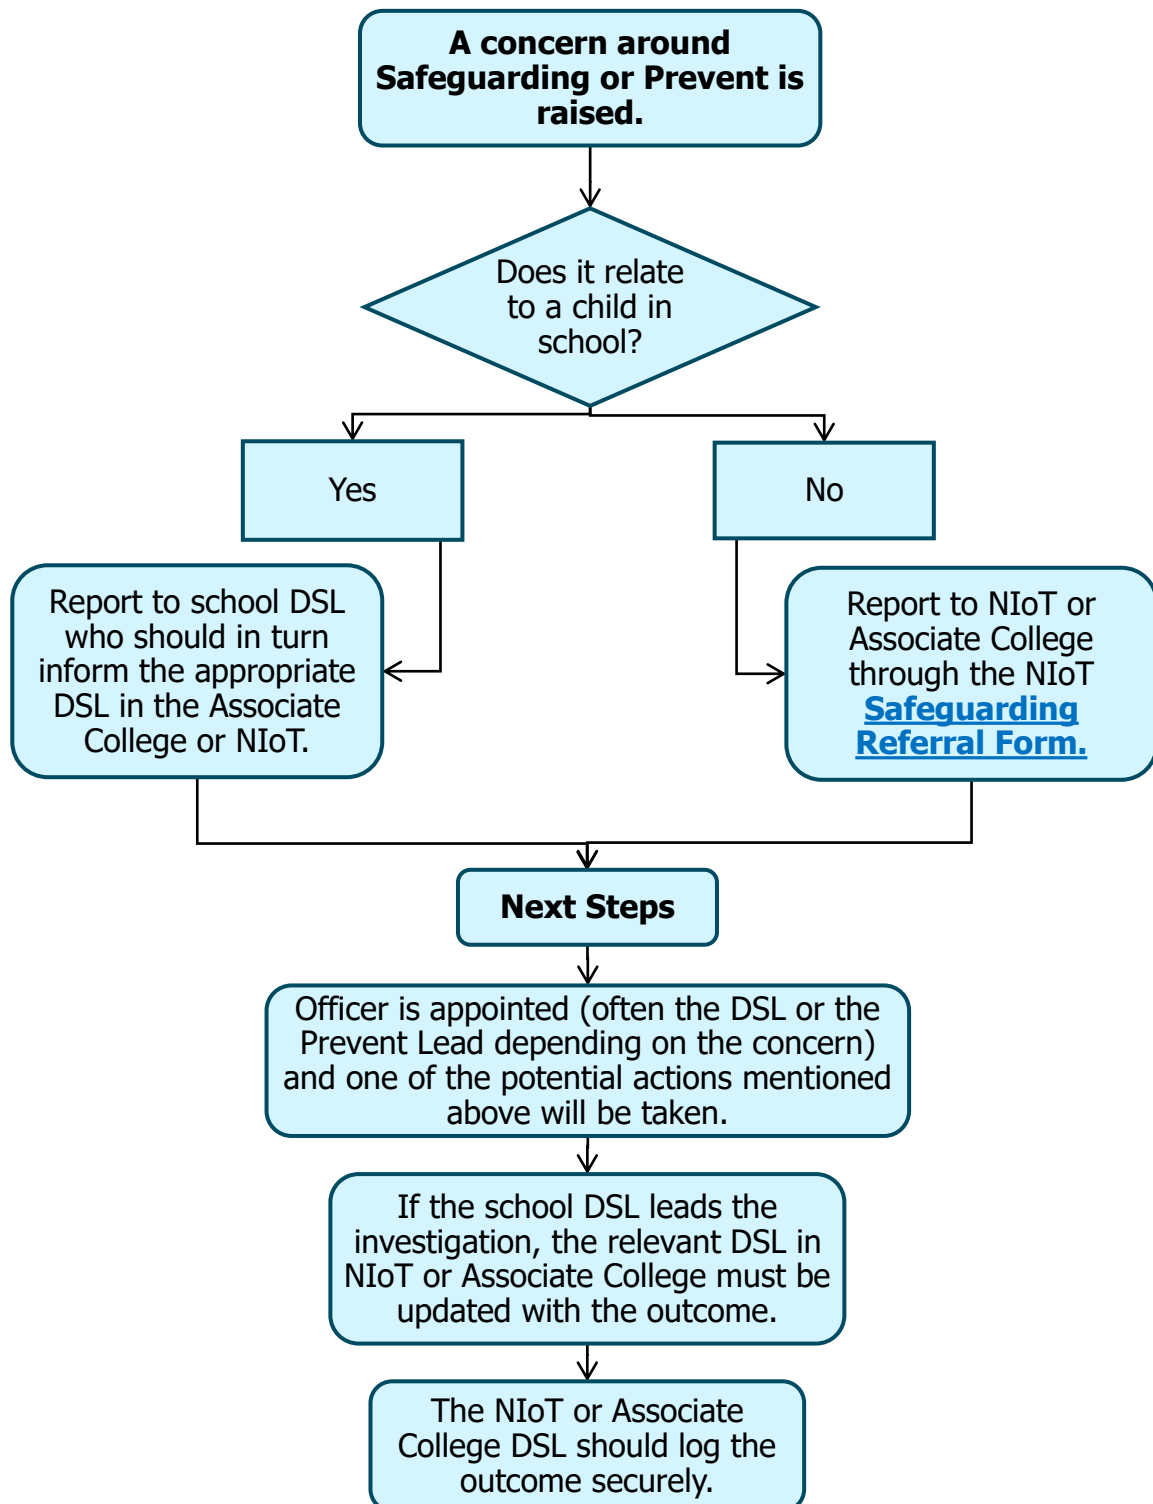 A concern around
Safeguarding or Prevent is
raised.
Does it relate
to a child in
school?
Yes
No
Report to school DSL
who should in turn
inform the appropriate
DSL in the Associate
College or NIoT.
Report to NIoT or
Associate College
through the NIoT
Safeguarding
Referral Form.
Next Steps
Officer is appointed (often the DSL or the
Prevent Lead depending on the concern)
and one of the potential actions mentioned
above will be taken.
If the school DSL leads the
investigation, the relevant DSL in
NIoT or Associate College must be
updated with the outcome.
The NIoT or Associate
College DSL should log the
outcome securely.